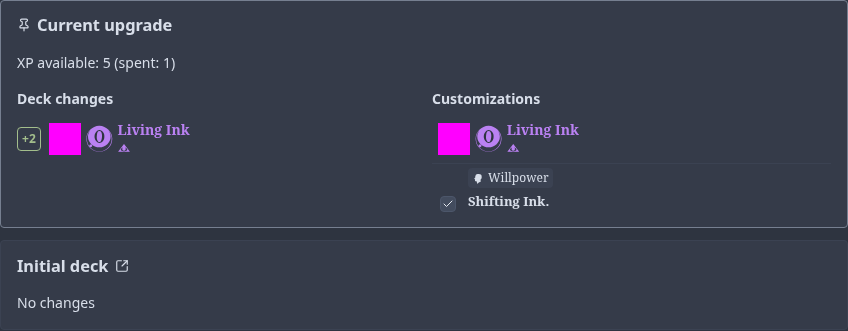 Current upgrade
XP available: 5 (spent: 1)
Deck changes
+2
0
Living Ink
Customizations
0
Living Ink
Willpower
Shifting Ink.
Initial deck
No changes